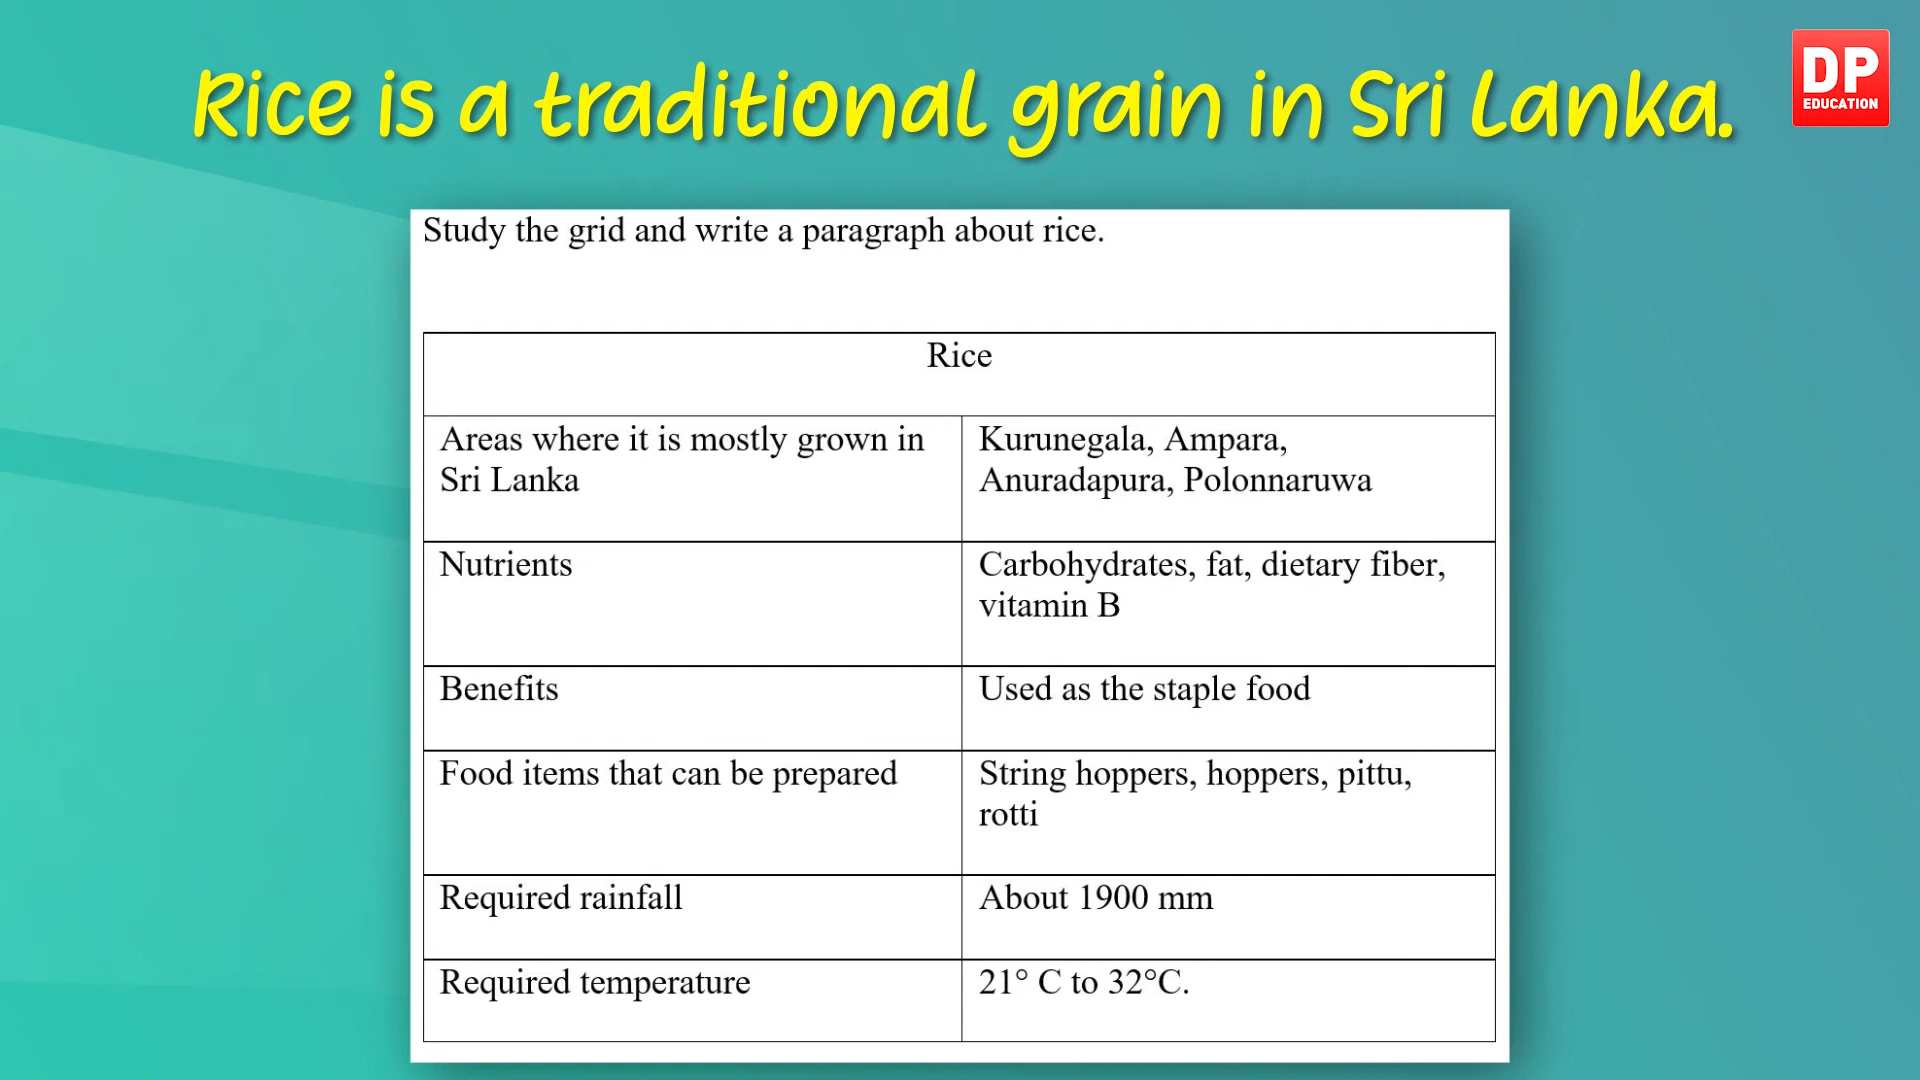 Rice is a traditional grain in Sri Lanka.
DP
EDUCATION
Study the grid and write a paragraph about rice.
Rice
Areas where it is mostly grown in
Sri Lanka
Kurunegala, Ampara,
Anuradapura, Polonnaruwa
Nutrients
Carbohydrates, fat, dietary fiber,
vitamin B
Benefits
Used as the staple food
Food items that can be prepared
String hoppers, hoppers, pittu,
rotti
Required rainfall
About 1900 mm
Required temperature
21° C to 32°C.